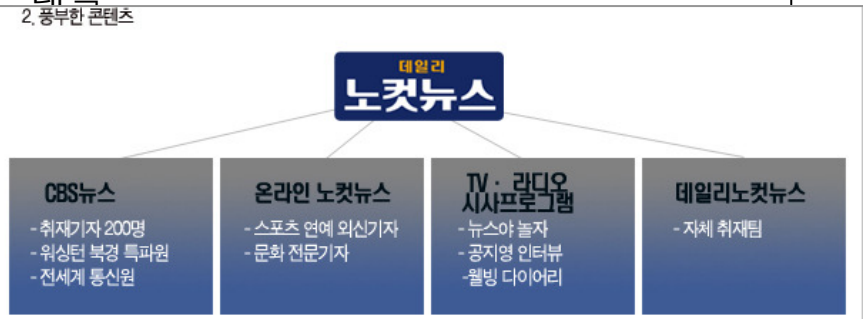 2. 풍부한 콘텐츠
데일리
노컷뉴스
CBS뉴스
- 취재기자 200명
- 워싱턴 북경 특파원
- 전세계 통신원
온라인 노컷뉴스
- 스포츠 연예 외신기자
- 문화 전문기자
TV · 라디오
시사프로그램
- 뉴스야 놀자
- 공지영 인터뷰
-웰빙 다이어리
데일리노컷뉴스
- 자체 취재팀